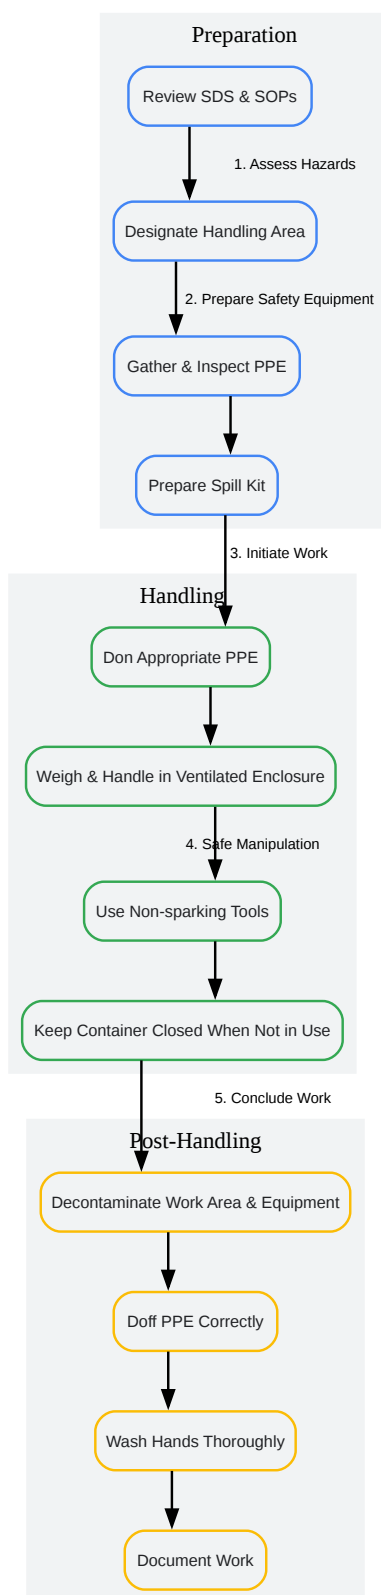 Preparation
Review SDS & SOPs
1. Assess Hazards
Designate Handling Area
2. Prepare Safety Equipment
Gather & Inspect PPE
Prepare Spill Kit
3. Initiate Work
Handling
Don Appropriate PPE
Weigh & Handle in Ventilated Enclosure
4. Safe Manipulation
Use Non-sparking Tools
Keep Container Closed When Not in Use
5. Conclude Work
Post-Handling
Decontaminate Work Area & Equipment
Doff PPE Correctly
Wash Hands Thoroughly
Document Work